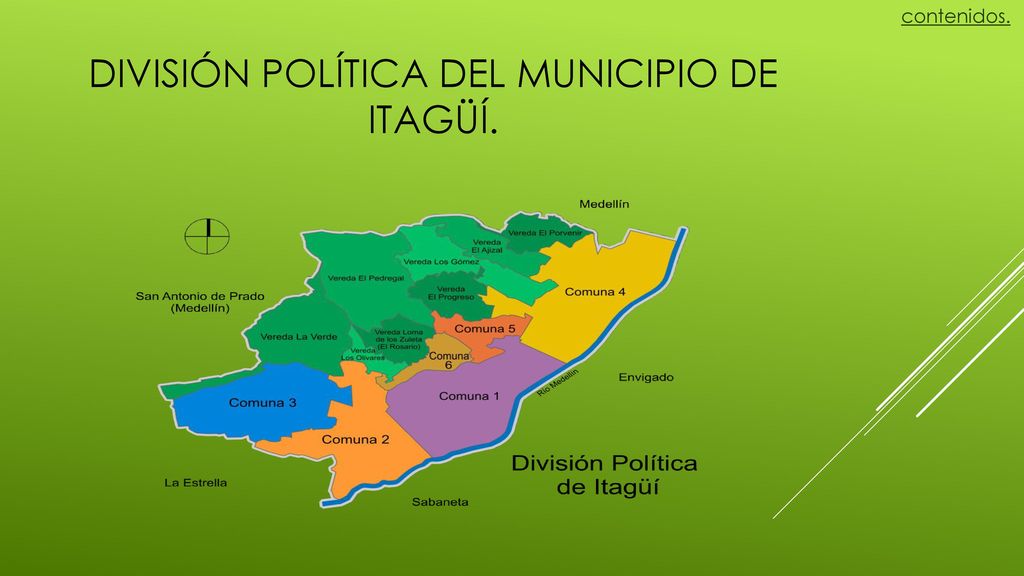 contenidos.
DIVISIÓN POLÍTICA DEL MUNICIPIO DE
ITAGÜÍ.
Medellín
Vereda El Porvenir
Vereda
El Ajizal
Vereda Los Gómez
Vereda El Pedregal
Vereda
El Progreso
Comuna 4
San Antonio de Prado
(Medellín)
Comuna 5
Vereda La Verde
Vereda Loma
de los Zuleta
(El Rosario)
Vereda
Los Olivares
Comuna
6
Envigado
Río Medellín
Comuna 1
Comuna 3
Comuna 2
División Política
de Itagüí
La Estrella
Sabaneta